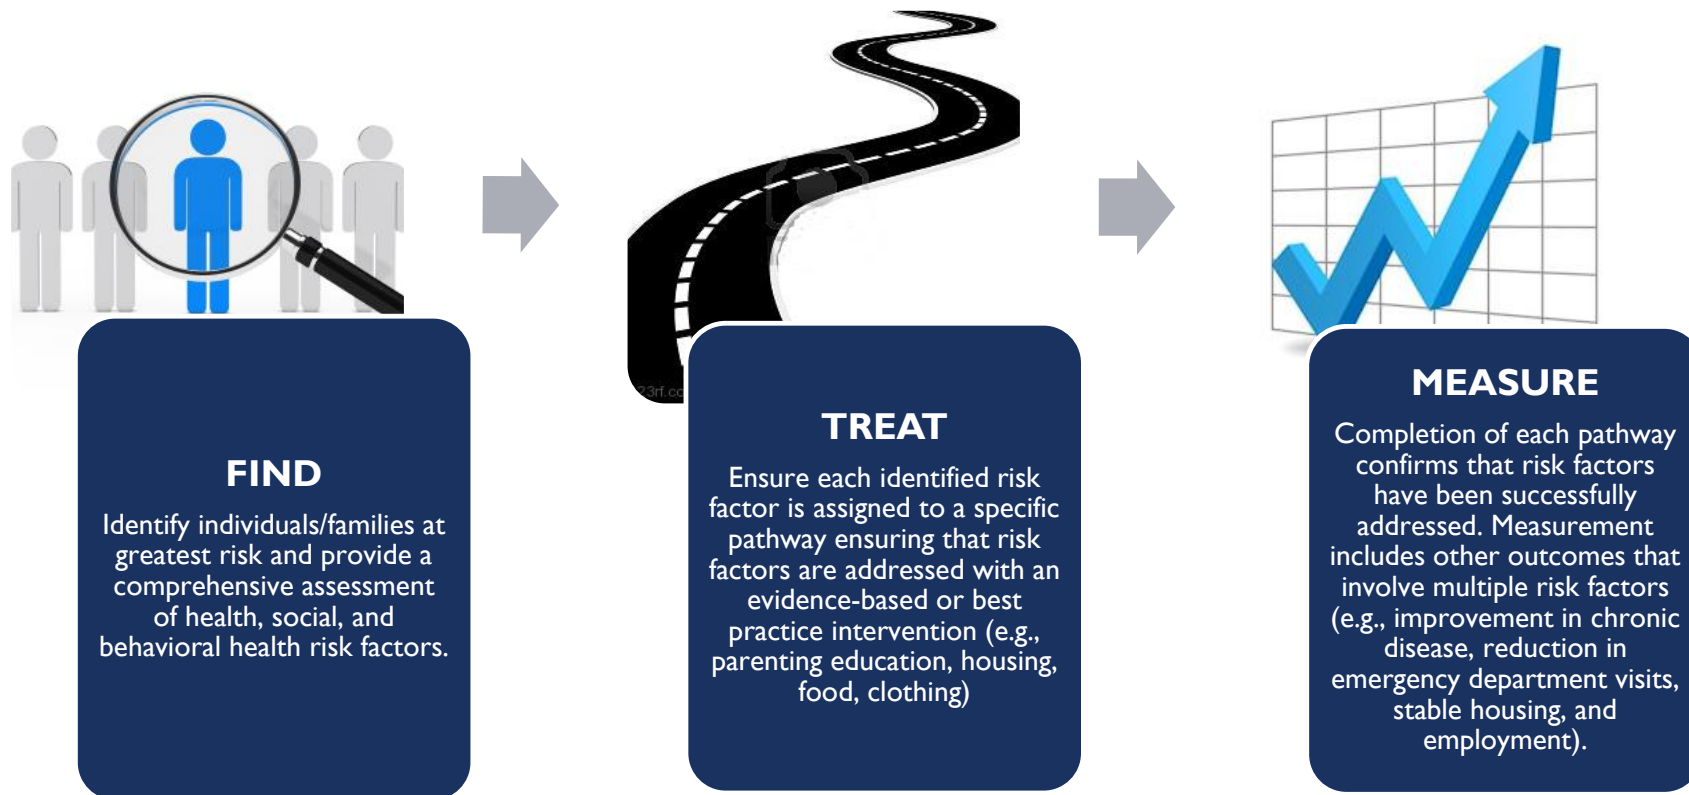 FIND
Identify individuals/families at
greatest risk and provide a
comprehensive assessment
of health, social, and
behavioral health risk factors.
TREAT
Ensure each identified risk
factor is assigned to a specific
pathway ensuring that risk
factors are addressed with an
evidence-based or best
practice intervention (e.g.,
parenting education, housing,
food, clothing)
MEASURE
Completion of each pathway
confirms that risk factors
have been successfully
addressed. Measurement
includes other outcomes that
involve multiple risk factors
(e.g., improvement in chronic
disease, reduction in
emergency department visits,
stable housing, and
employment).